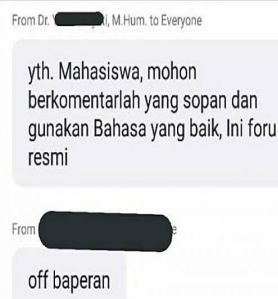 From Dr. M.Hum. to Everyone
yth. Mahasiswa, mohon
berkomentarlah yang sopan dan
gunakan Bahasa yang baik, Ini foru
resmi
From
off baperan